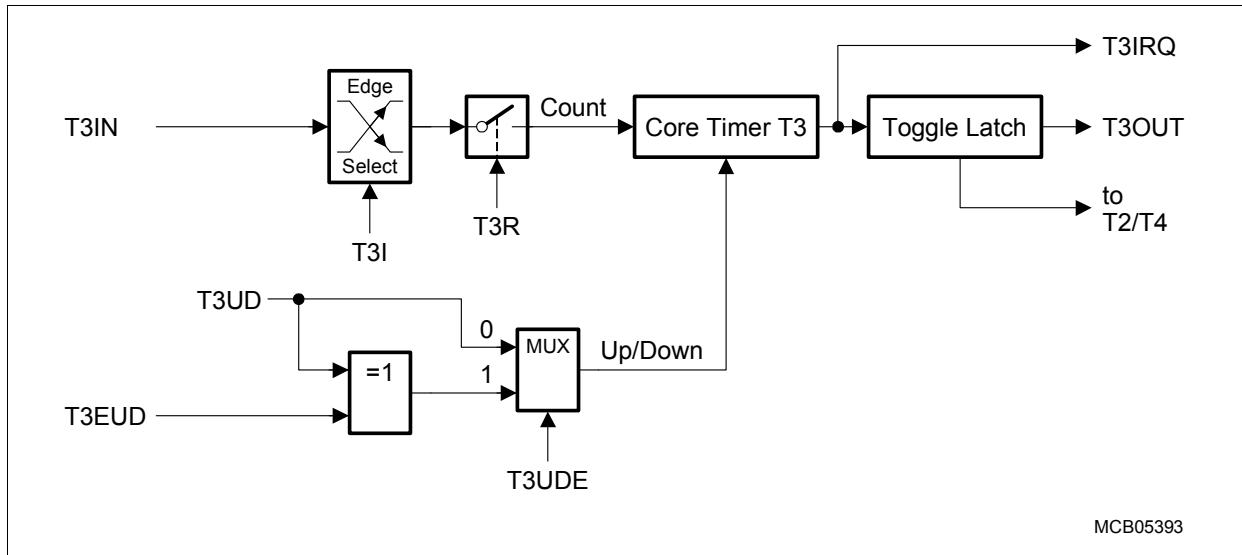 T3IRQ
Edge
Select
T3IN
Count
Core Timer T3
Toggle Latch
T3OUT
to
T2/T4
T3R
T3I
T3UD
0
MUX
Up/Down
=1
1
T3EUD
T3UDE
MCB05393